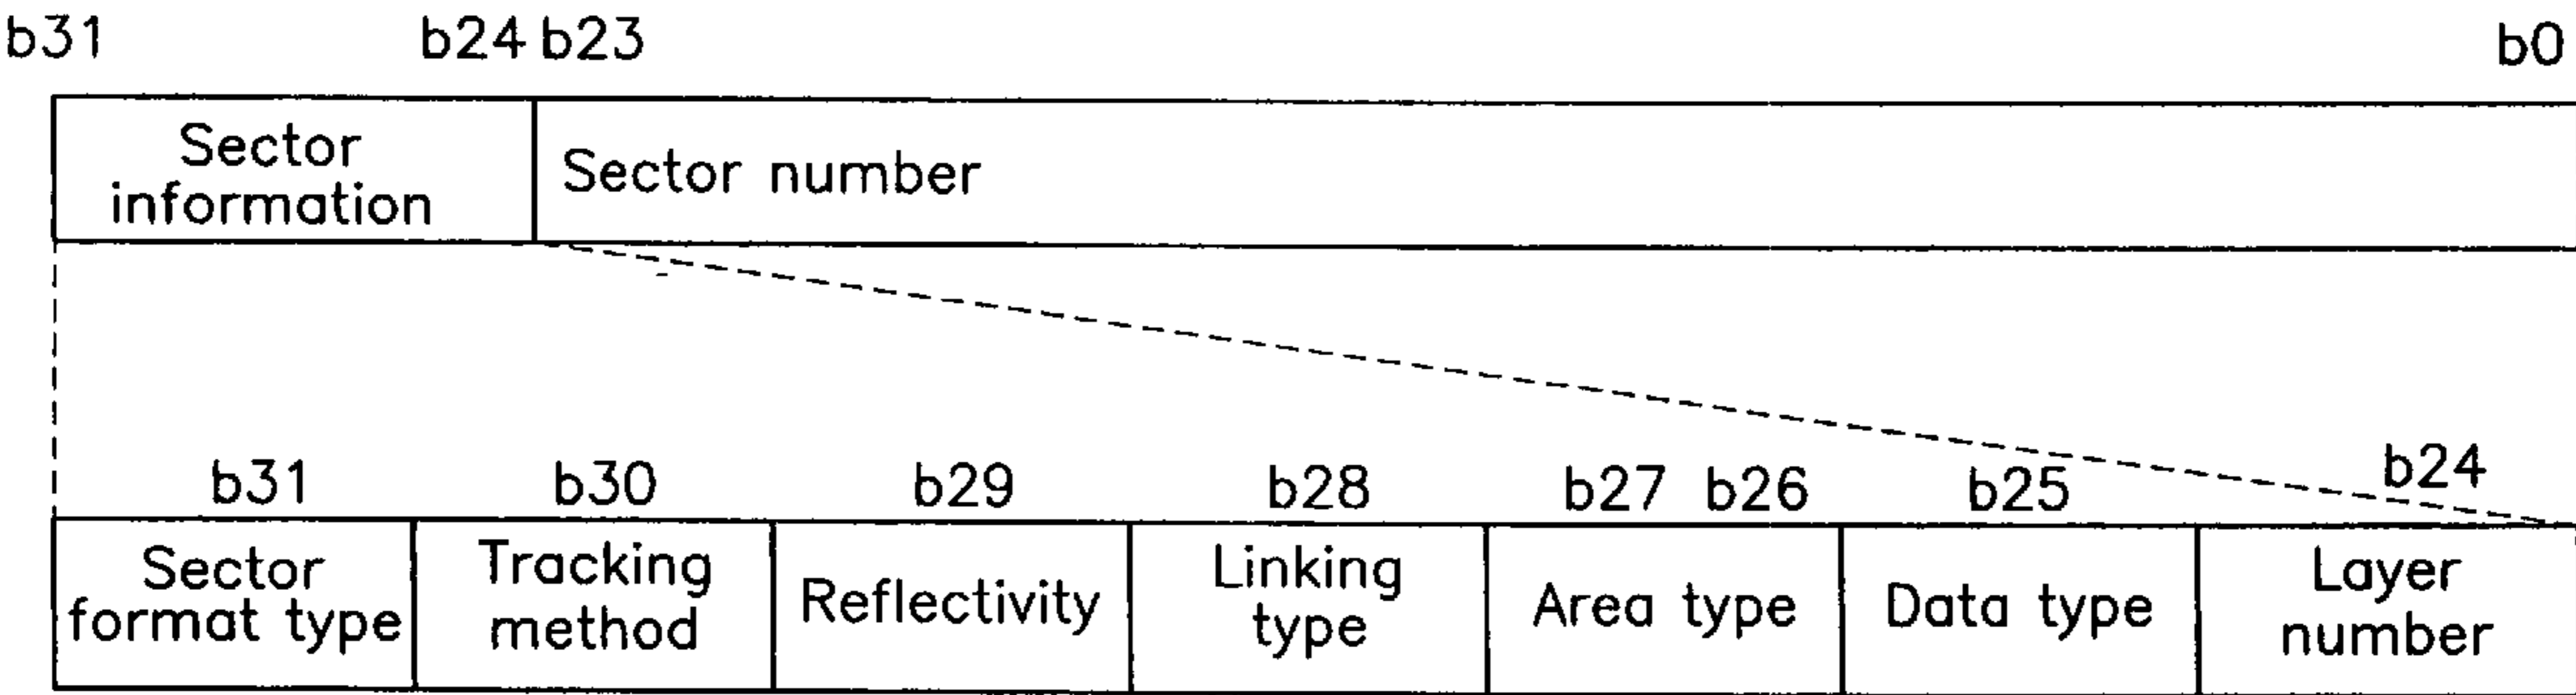 b31 b24 b23 b0
Sector
information
Sector number
b31 b30 b29 b28 b27 b26 b25 b24
Sector
format type
Tracking
method
Reflectivity
Linking
type
Area type
Data type
Layer
number